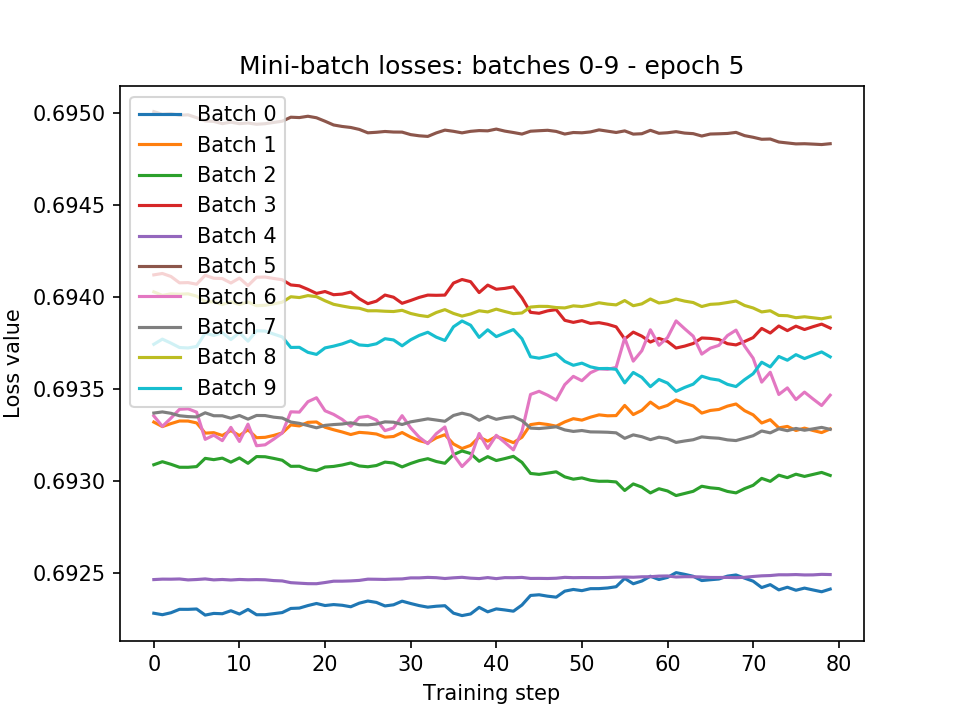 Mini-batch losses: batches 0-9 - epoch 5
0.6950
0.6945
0.6940
0.6935
0.6930
0.6925
Loss value
Batch 0
Batch 1
Batch 2
Batch 3
Batch 4
Batch 5
Batch 6
Batch 7
Batch 8
Batch 9
0 10 20 30 40 50 60 70 80
Training step